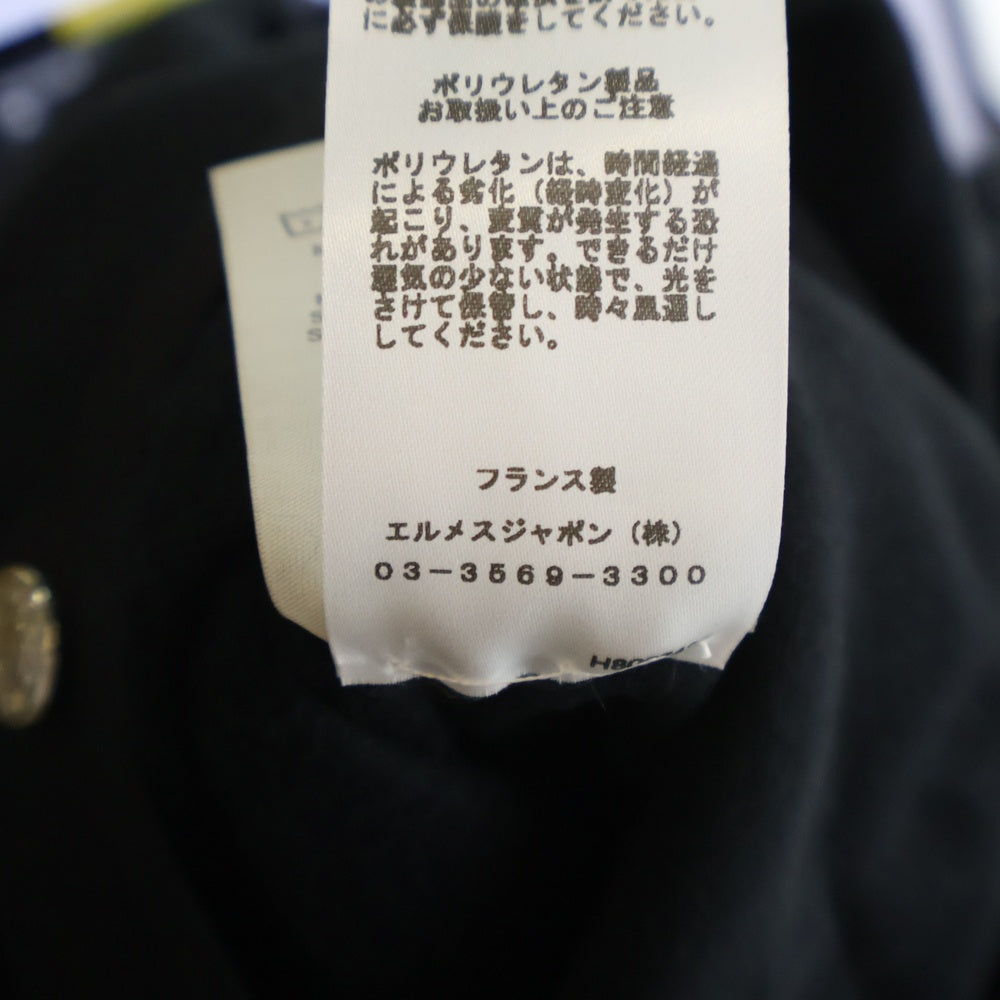 に必ず保護をしてください。
ポリウレタン製品
お取扱い上のご注意
ポリウレタンは、時間経過
による劣化（経時変化）が
起こり、変質が発生する恐
れがあります。できるだけ
湿気の少ない状態で、光を
さけて保管し、時々風通し
してください。
フランス製
エルメスジャポン（株）
03-3569-3300